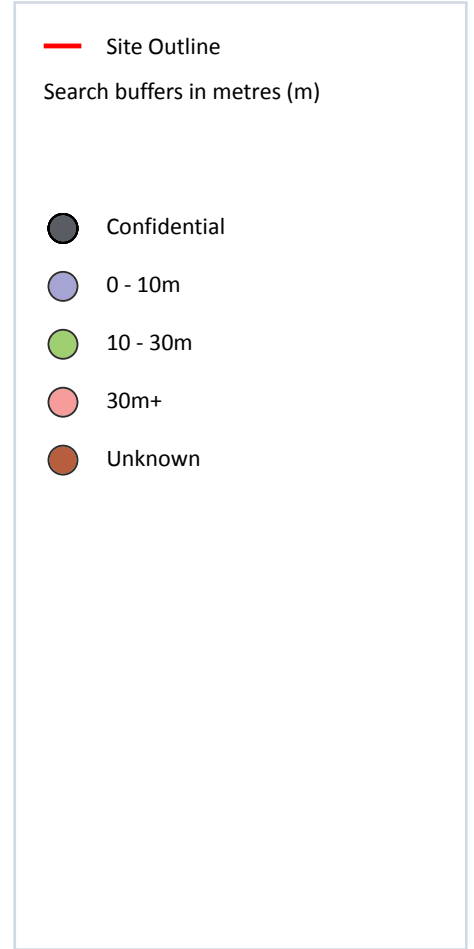 Site Outline
Search buffers in metres (m)
Confidential
0 - 10m
10 - 30m
30m+
Unknown